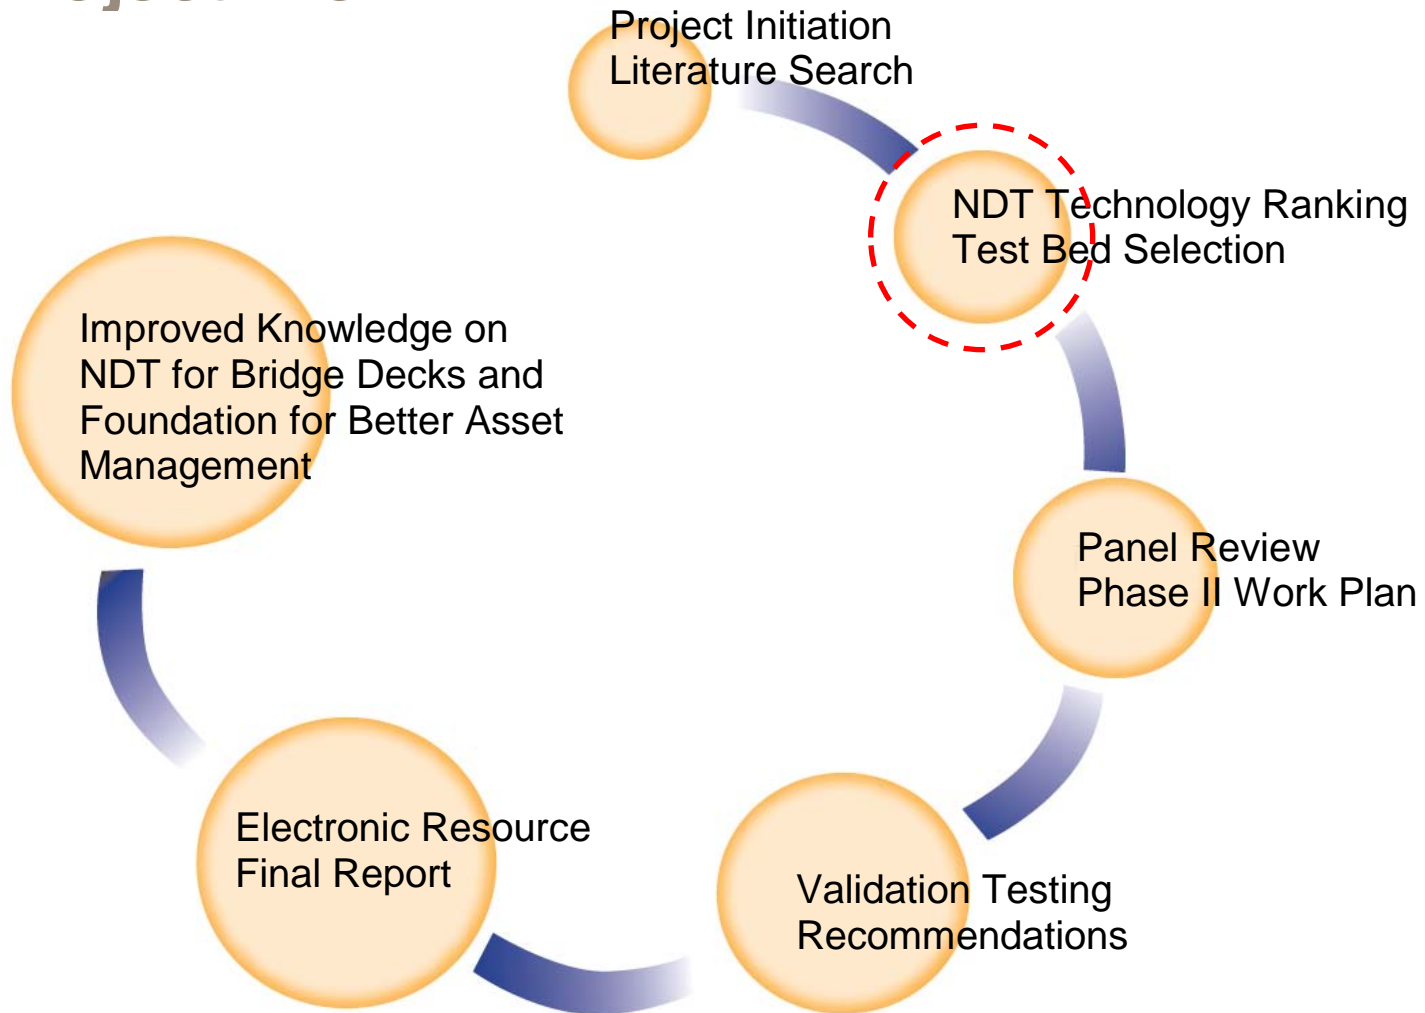 Project Initiation
Literature Search
NDT Technology Ranking
Test Bed Selection
Improved Knowledge on
NDT for Bridge Decks and
Foundation for Better Asset
Management
Panel Review
Phase II Work Plan
Electronic Resource
Final Report
Validation Testing
Recommendations